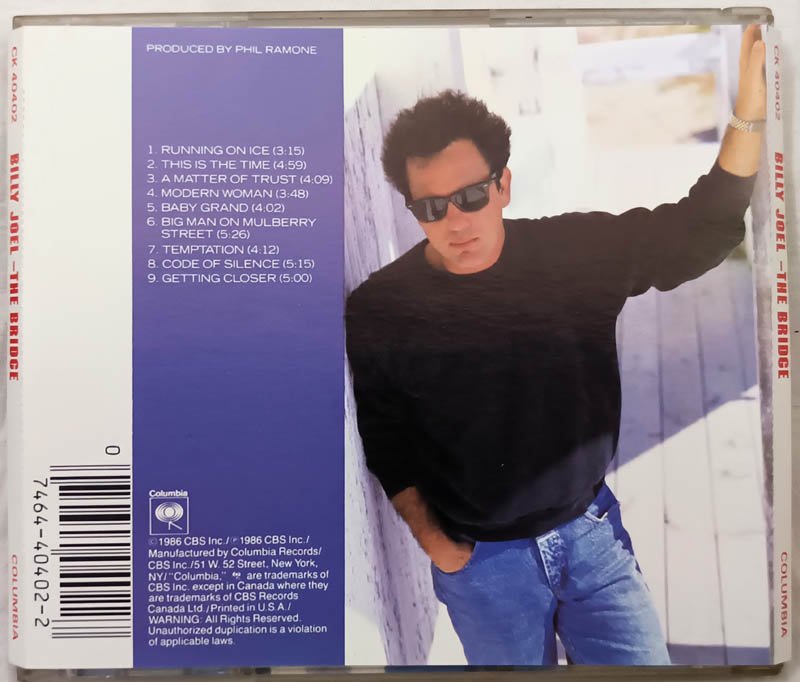 CK 40402 BILLY JOEL —THE BRIDGE COLUMBIA
PRODUCED BY PHIL RAMONE
1. RUNNING ON ICE (3:15)
2. THIS IS THE TIME (4:59)
3. A MATTER OF TRUST (4:09)
4. MODERN WOMAN (3:48)
5. BABY GRAND (4:02)
6. BIG MAN ON MULBERRY
STREET (5:26)
7. TEMPTATION (4:12)
8. CODE OF SILENCE (5:15)
9. GETTING CLOSER (5:00)
Columbia
©1986 CBS Inc./℗1986 CBS Inc./
Manufactured by Columbia Records/
CBS Inc./51 W. 52 Street, New York,
NY/"Columbia," are trademarks of
CBS Inc. except in Canada where they
are trademarks of CBS Records
Canada Ltd./Printed in U.S.A./
WARNING: All Rights Reserved.
Unauthorized duplication is a violation
of applicable laws.
0
7464-40402-2
CK 40402 BILLY JOEL —THE BRIDGE COLUMBIA